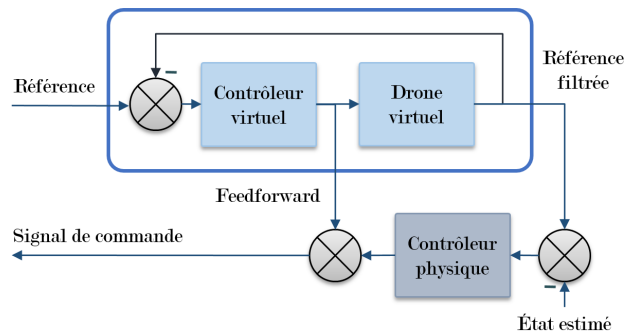 Référence
Contrôleur
virtuel
Drone
virtuel
Référence
filtrée
Feedforward
Signal de commande
Contrôleur
physique
État estimé